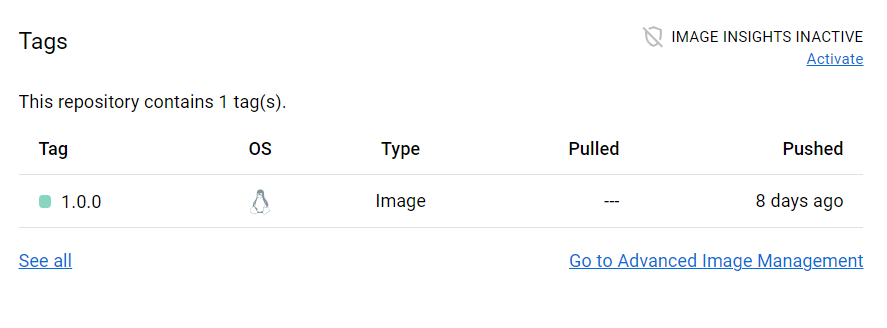 Tags
IMAGE INSIGHTS INACTIVE
Activate
This repository contains 1 tag(s).
Tag OS Type Pulled Pushed
1.0.0 Image --- 8 days ago
See all Go to Advanced Image Management